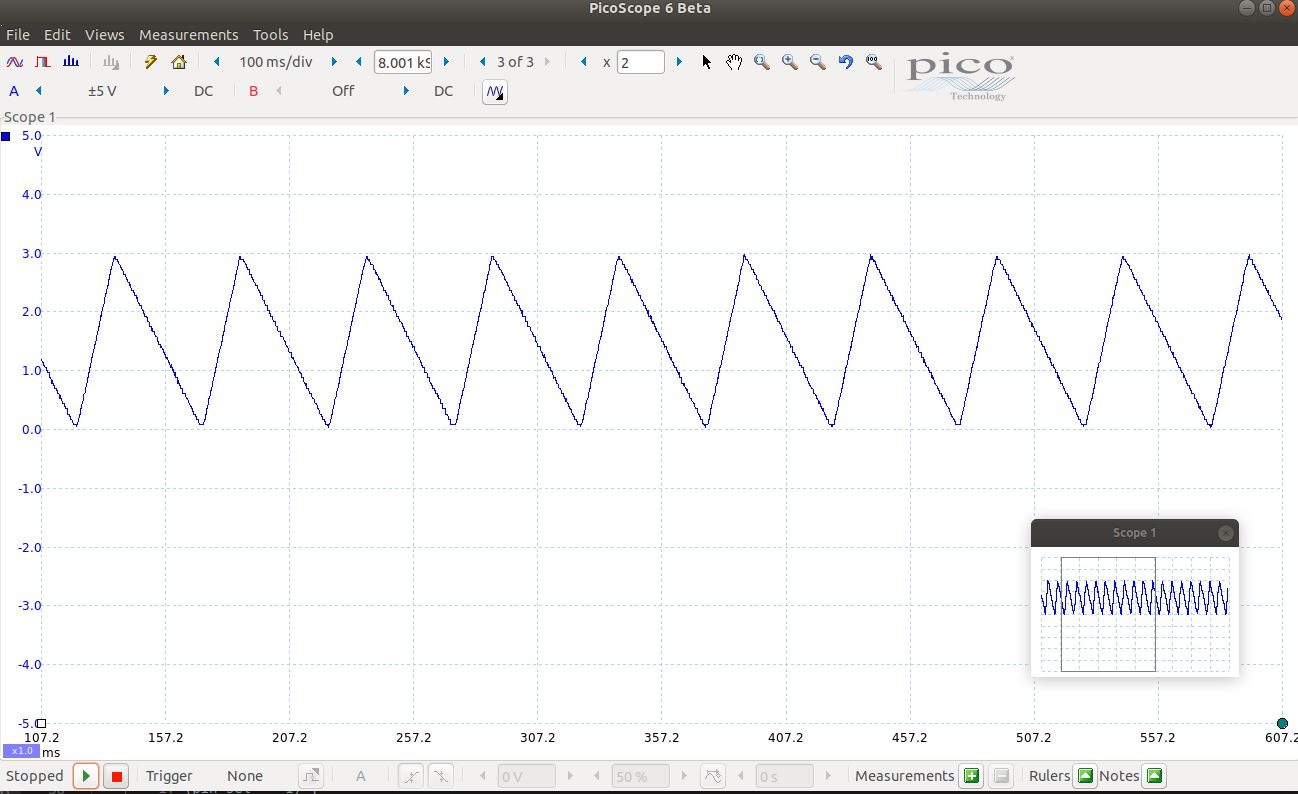 PicoScope 6 Beta
File Edit Views Measurements Tools Help
100 ms/div 8.001 kS 3 of 3 x 2
pico®
Technology
A ±5 V DC B Off DC
Scope 1
5.0
V
4.0
3.0
2.0
1.0
0.0
-1.0
-2.0
-3.0
-4.0
-5.0
Scope 1
107.2 157.2 207.2 257.2 307.2 357.2 407.2 457.2 507.2 557.2 607.2
x1.0 ms
Stopped Trigger None A 0 V 50 % 0 s Measurements Rulers Notes